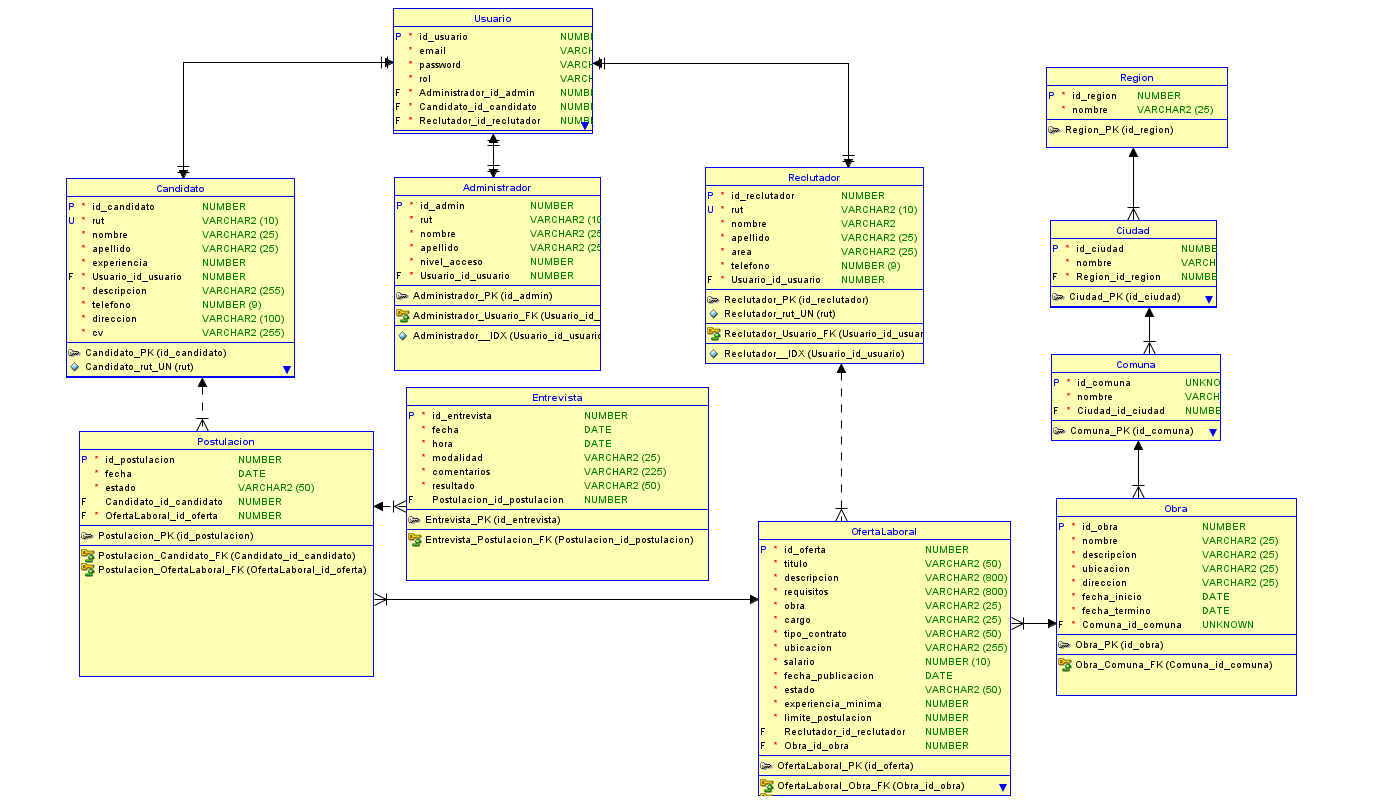 Usuario
P * id_usuario NUMB
* email VARCH
* password VARCH
* rol VARCH
F * Administrador_id_admin NUMB
F * Candidato_id_candidato NUMB
F * Reclutador_id_reclutador NUMB
Region
P * id_region NUMBER
* nombre VARCHAR2 (25)
Region_PK (id_region)
Candidato
P * id_candidato NUMBER
U * rut VARCHAR2 (10)
* nombre VARCHAR2 (25)
* apellido VARCHAR2 (25)
* experiencia NUMBER
F * Usuario_id_usuario NUMBER
* descripcion VARCHAR2 (255)
* telefono NUMBER (9)
* direccion VARCHAR2 (100)
* cv VARCHAR2 (255)
Candidato_PK (id_candidato)
Candidato_rut_UN (rut)
Administrador
P * id_admin NUMBER
* rut VARCHAR2 (10
* nombre VARCHAR2 (25
* apellido VARCHAR2 (25
* nivel_acceso NUMBER
F * Usuario_id_usuario NUMBER
Administrador_PK (id_admin)
Administrador_Usuario_FK (Usuario_id_
Administrador__IDX (Usuario_id_usuario
Reclutador
P * id_reclutador NUMBER
U * rut VARCHAR2 (10)
* nombre VARCHAR2
* apellido VARCHAR2 (25)
* area VARCHAR2 (25)
* telefono NUMBER (9)
F * Usuario_id_usuario NUMBER
Reclutador_PK (id_reclutador)
Reclutador_rut_UN (rut)
Reclutador_Usuario_FK (Usuario_id_usuar
Reclutador__IDX (Usuario_id_usuario)
Ciudad
P * id_ciudad NUMBE
* nombre VARCH
F * Region_id_region NUMBE
Ciudad_PK (id_ciudad)
Comuna
P * id_comuna UNKNO
* nombre VARCH
F * Ciudad_id_ciudad NUMBE
Comuna_PK (id_comuna)
Entrevista
P * id_entrevista NUMBER
* fecha DATE
* hora DATE
* modalidad VARCHAR2 (25)
* comentarios VARCHAR2 (225)
* resultado VARCHAR2 (50)
F Postulacion_id_postulacion NUMBER
Entrevista_PK (id_entrevista)
Entrevista_Postulacion_FK (Postulacion_id_postulacion)
Postulacion
P * id_postulacion NUMBER
* fecha DATE
* estado VARCHAR2 (50)
F Candidato_id_candidato NUMBER
F * OfertaLaboral_id_oferta NUMBER
Postulacion_PK (id_postulacion)
Postulacion_Candidato_FK (Candidato_id_candidato)
Postulacion_OfertaLaboral_FK (OfertaLaboral_id_oferta)
OfertaLaboral
P * id_oferta NUMBER
* titulo VARCHAR2 (50)
* descripcion VARCHAR2 (800)
* requisitos VARCHAR2 (800)
* obra VARCHAR2 (25)
* cargo VARCHAR2 (25)
* tipo_contrato VARCHAR2 (50)
* ubicacion VARCHAR2 (255)
* salario NUMBER (10)
* fecha_publicacion DATE
* estado VARCHAR2 (50)
* experiencia_minima NUMBER
* limite_postulacion NUMBER
F Reclutador_id_reclutador NUMBER
F * Obra_id_obra NUMBER
OfertaLaboral_PK (id_oferta)
OfertaLaboral_Obra_FK (Obra_id_obra)
Obra
P * id_obra NUMBER
* nombre VARCHAR2 (25)
* descripcion VARCHAR2 (25)
* ubicacion VARCHAR2 (25)
* direccion VARCHAR2 (25)
* fecha_inicio DATE
* fecha_termino DATE
F * Comuna_id_comuna UNKNOWN
Obra_PK (id_obra)
Obra_Comuna_FK (Comuna_id_comuna)